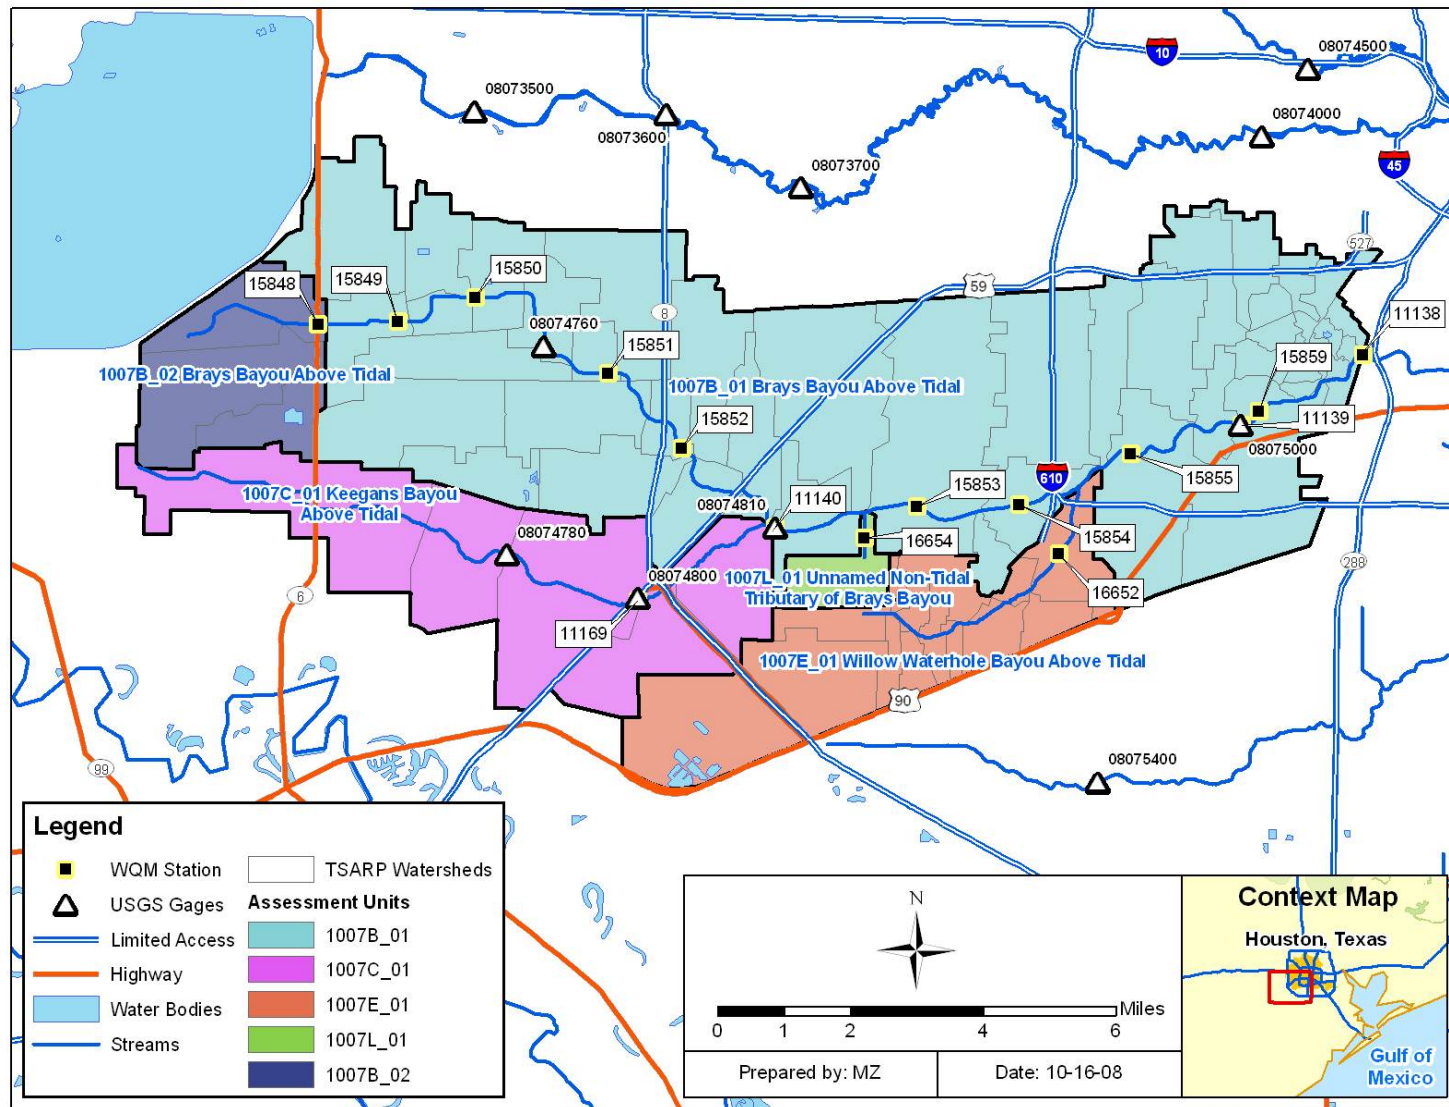 10
08074500
08073500
08073600
08074000
08073700
45
527
15850
15849
15848
59
8
11138
08074760
15851
15859
1007B_02 Brays Bayou Above Tidal
1007B_01 Brays Bayou Above Tidal
11139
15852
08075000
610
15855
1007C_01 Keegans Bayou
Above Tidal
15853
08074810
11140
08074780
16654
15854
288
08074800
1007L_01 Unnamed Non-Tidal
Tributary of Brays Bayou
16652
6
11169
1007E_01 Willow Waterhole Bayou Above Tidal
90
99
08075400
Legend
WQM Station
USGS Gages
Limited Access
Highway
Water Bodies
Streams
TSARP Watersheds
Assessment Units
1007B_01
1007C_01
1007E_01
1007L_01
1007B_02
N
Miles
0 1 2 4 6
Prepared by: MZ
Date: 10-16-08
Context Map
Houston, Texas
Gulf of
Mexico